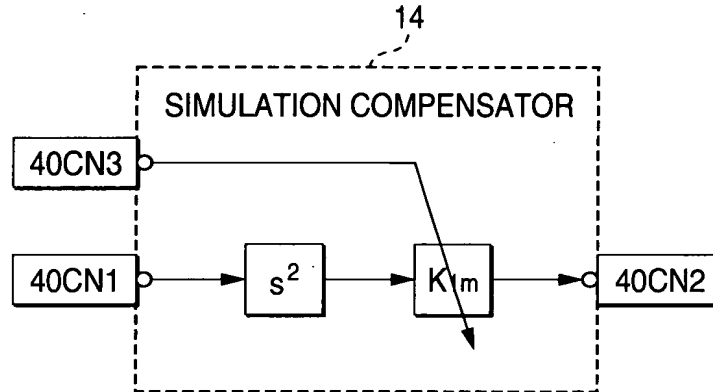 14
SIMULATION COMPENSATOR
40CN3
40CN1
s²
K1m
40CN2